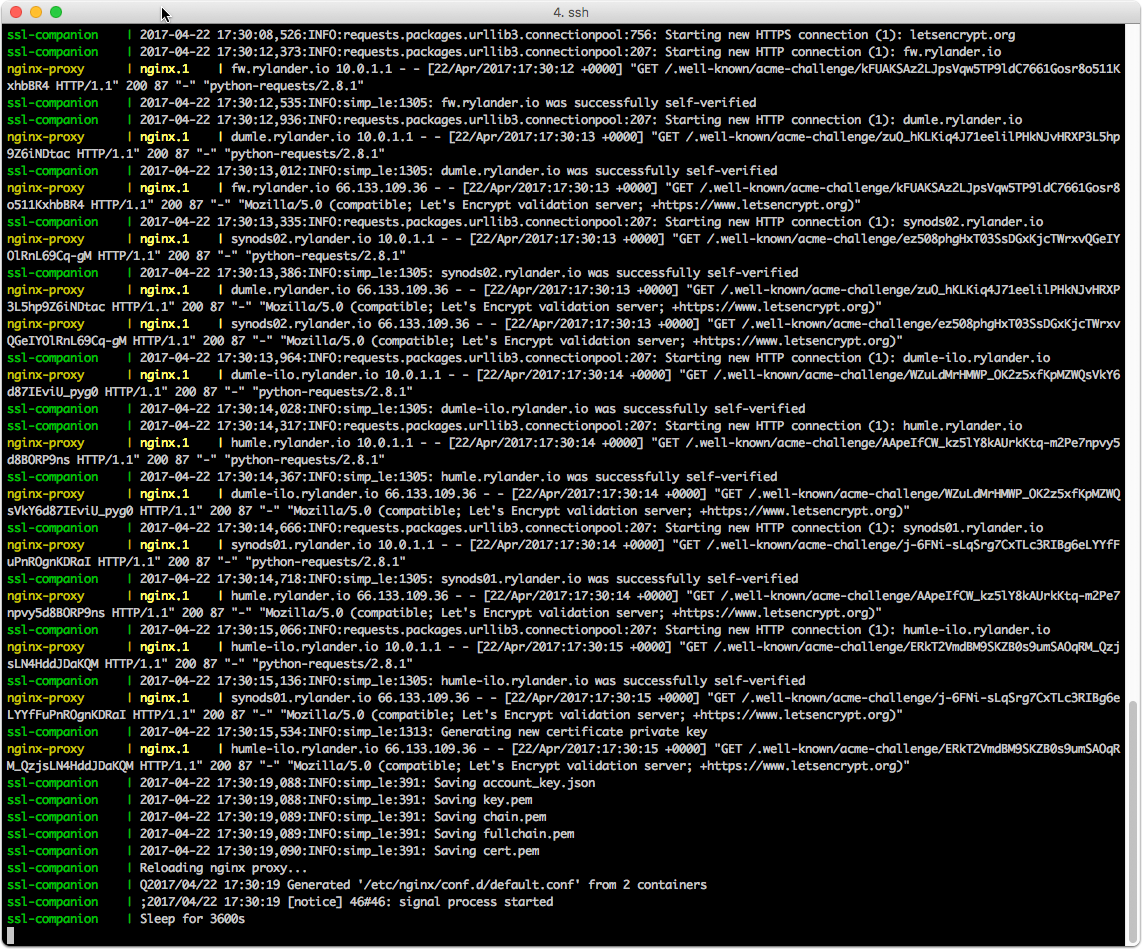 4. ssh
ssl-companion    | 2017-04-22 17:30:08,526:INFO:requests.packages.urllib3.connectionpool:756: Starting new HTTPS connection (1): letsencrypt.org
ssl-companion    | 2017-04-22 17:30:12,373:INFO:requests.packages.urllib3.connectionpool:207: Starting new HTTP connection (1): fw.rylander.io
nginx-proxy      | nginx.1    | fw.rylander.io 10.0.1.1 - - [22/Apr/2017:17:30:12 +0000] "GET /.well-known/acme-challenge/kFUAKSAz2LJpsVqw5TP9ldC7661Gosr8o511K
xhbBR4 HTTP/1.1" 200 87 "-" "python-requests/2.8.1"
ssl-companion    | 2017-04-22 17:30:12,535:INFO:simp_le:1305: fw.rylander.io was successfully self-verified
ssl-companion    | 2017-04-22 17:30:12,936:INFO:requests.packages.urllib3.connectionpool:207: Starting new HTTP connection (1): dumle.rylander.io
nginx-proxy      | nginx.1    | dumle.rylander.io 10.0.1.1 - - [22/Apr/2017:17:30:13 +0000] "GET /.well-known/acme-challenge/zuO_hKLKiq4J71eelilPHkNJvHRXP3L5hp
9Z6iNDtac HTTP/1.1" 200 87 "-" "python-requests/2.8.1"
ssl-companion    | 2017-04-22 17:30:13,012:INFO:simp_le:1305: dumle.rylander.io was successfully self-verified
nginx-proxy      | nginx.1    | fw.rylander.io 66.133.109.36 - - [22/Apr/2017:17:30:13 +0000] "GET /.well-known/acme-challenge/kFUAKSAz2LJpsVqw5TP9ldC7661Gosr8
o511KxhbBR4 HTTP/1.1" 200 87 "-" "Mozilla/5.0 (compatible; Let's Encrypt validation server; +https://www.letsencrypt.org)"
ssl-companion    | 2017-04-22 17:30:13,335:INFO:requests.packages.urllib3.connectionpool:207: Starting new HTTP connection (1): synods02.rylander.io
nginx-proxy      | nginx.1    | synods02.rylander.io 10.0.1.1 - - [22/Apr/2017:17:30:13 +0000] "GET /.well-known/acme-challenge/ez508phgHxT03SsDGxKjcTWrxvQGeIY
OlRnL69Cq-gM HTTP/1.1" 200 87 "-" "python-requests/2.8.1"
ssl-companion    | 2017-04-22 17:30:13,386:INFO:simp_le:1305: synods02.rylander.io was successfully self-verified
nginx-proxy      | nginx.1    | dumle.rylander.io 66.133.109.36 - - [22/Apr/2017:17:30:13 +0000] "GET /.well-known/acme-challenge/zuO_hKLKiq4J71eelilPHkNJvHRXP
3L5hp9Z6iNDtac HTTP/1.1" 200 87 "-" "Mozilla/5.0 (compatible; Let's Encrypt validation server; +https://www.letsencrypt.org)"
nginx-proxy      | nginx.1    | synods02.rylander.io 66.133.109.36 - - [22/Apr/2017:17:30:13 +0000] "GET /.well-known/acme-challenge/ez508phgHxT03SsDGxKjcTWrxv
QGeIYOlRnL69Cq-gM HTTP/1.1" 200 87 "-" "Mozilla/5.0 (compatible; Let's Encrypt validation server; +https://www.letsencrypt.org)"
ssl-companion    | 2017-04-22 17:30:13,964:INFO:requests.packages.urllib3.connectionpool:207: Starting new HTTP connection (1): dumle-ilo.rylander.io
nginx-proxy      | nginx.1    | dumle-ilo.rylander.io 10.0.1.1 - - [22/Apr/2017:17:30:14 +0000] "GET /.well-known/acme-challenge/WZuLdMrHMWP_OK2z5xfKpMZWQsVkY6
d87IEviU_pyg0 HTTP/1.1" 200 87 "-" "python-requests/2.8.1"
ssl-companion    | 2017-04-22 17:30:14,028:INFO:simp_le:1305: dumle-ilo.rylander.io was successfully self-verified
ssl-companion    | 2017-04-22 17:30:14,317:INFO:requests.packages.urllib3.connectionpool:207: Starting new HTTP connection (1): humle.rylander.io
nginx-proxy      | nginx.1    | humle.rylander.io 10.0.1.1 - - [22/Apr/2017:17:30:14 +0000] "GET /.well-known/acme-challenge/AApeIfCW_kz5lY8kAUrkKtq-m2Pe7npvy5
d8BORP9ns HTTP/1.1" 200 87 "-" "python-requests/2.8.1"
ssl-companion    | 2017-04-22 17:30:14,367:INFO:simp_le:1305: humle.rylander.io was successfully self-verified
nginx-proxy      | nginx.1    | dumle-ilo.rylander.io 66.133.109.36 - - [22/Apr/2017:17:30:14 +0000] "GET /.well-known/acme-challenge/WZuLdMrHMWP_OK2z5xfKpMZWQ
sVkY6d87IEviU_pyg0 HTTP/1.1" 200 87 "-" "Mozilla/5.0 (compatible; Let's Encrypt validation server; +https://www.letsencrypt.org)"
ssl-companion    | 2017-04-22 17:30:14,666:INFO:requests.packages.urllib3.connectionpool:207: Starting new HTTP connection (1): synods01.rylander.io
nginx-proxy      | nginx.1    | synods01.rylander.io 10.0.1.1 - - [22/Apr/2017:17:30:14 +0000] "GET /.well-known/acme-challenge/j-6FNi-sLqSrg7CxTLc3RIBg6eLYYfF
uPnROgnKDRaI HTTP/1.1" 200 87 "-" "python-requests/2.8.1"
ssl-companion    | 2017-04-22 17:30:14,718:INFO:simp_le:1305: synods01.rylander.io was successfully self-verified
nginx-proxy      | nginx.1    | humle.rylander.io 66.133.109.36 - - [22/Apr/2017:17:30:14 +0000] "GET /.well-known/acme-challenge/AApeIfCW_kz5lY8kAUrkKtq-m2Pe7
npvy5d8BORP9ns HTTP/1.1" 200 87 "-" "Mozilla/5.0 (compatible; Let's Encrypt validation server; +https://www.letsencrypt.org)"
ssl-companion    | 2017-04-22 17:30:15,066:INFO:requests.packages.urllib3.connectionpool:207: Starting new HTTP connection (1): humle-ilo.rylander.io
nginx-proxy      | nginx.1    | humle-ilo.rylander.io 10.0.1.1 - - [22/Apr/2017:17:30:15 +0000] "GET /.well-known/acme-challenge/ERkT2VmdBM9SKZB0s9umSAOqRM_Qzj
sLN4HddJDaKQM HTTP/1.1" 200 87 "-" "python-requests/2.8.1"
ssl-companion    | 2017-04-22 17:30:15,136:INFO:simp_le:1305: humle-ilo.rylander.io was successfully self-verified
nginx-proxy      | nginx.1    | synods01.rylander.io 66.133.109.36 - - [22/Apr/2017:17:30:15 +0000] "GET /.well-known/acme-challenge/j-6FNi-sLqSrg7CxTLc3RIBg6e
LYYfFuPnROgnKDRaI HTTP/1.1" 200 87 "-" "Mozilla/5.0 (compatible; Let's Encrypt validation server; +https://www.letsencrypt.org)"
ssl-companion    | 2017-04-22 17:30:15,534:INFO:simp_le:1313: Generating new certificate private key
nginx-proxy      | nginx.1    | humle-ilo.rylander.io 66.133.109.36 - - [22/Apr/2017:17:30:15 +0000] "GET /.well-known/acme-challenge/ERkT2VmdBM9SKZB0s9umSAOqR
M_QzjsLN4HddJDaKQM HTTP/1.1" 200 87 "-" "Mozilla/5.0 (compatible; Let's Encrypt validation server; +https://www.letsencrypt.org)"
ssl-companion    | 2017-04-22 17:30:19,088:INFO:simp_le:391: Saving account_key.json
ssl-companion    | 2017-04-22 17:30:19,088:INFO:simp_le:391: Saving key.pem
ssl-companion    | 2017-04-22 17:30:19,089:INFO:simp_le:391: Saving chain.pem
ssl-companion    | 2017-04-22 17:30:19,089:INFO:simp_le:391: Saving fullchain.pem
ssl-companion    | 2017-04-22 17:30:19,090:INFO:simp_le:391: Saving cert.pem
ssl-companion    | Reloading nginx proxy...
ssl-companion    | Q2017/04/22 17:30:19 Generated '/etc/nginx/conf.d/default.conf' from 2 containers
ssl-companion    | ;2017/04/22 17:30:19 [notice] 46#46: signal process started
ssl-companion    | Sleep for 3600s